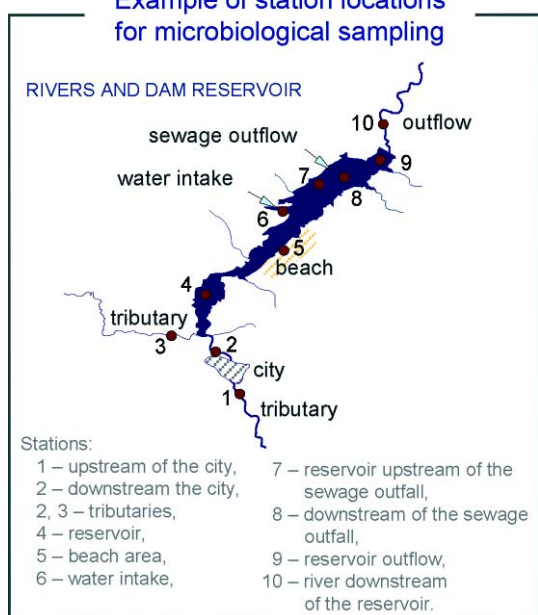 Example of station locations
for microbiological sampling
RIVERS AND DAM RESERVOIR
10
outflow
sewage outflow
9
7
water intake
8
6
5
beach
4
tributary
3
2
city
1
tributary
Stations:
1 – upstream of the city,
2 – downstream the city,
2, 3 – tributaries,
4 – reservoir,
5 – beach area,
6 – water intake,
7 – reservoir upstream of the
sewage outfall,
8 – downstream of the sewage
outfall,
9 – reservoir outflow,
10 – river downstream
of the reservoir.